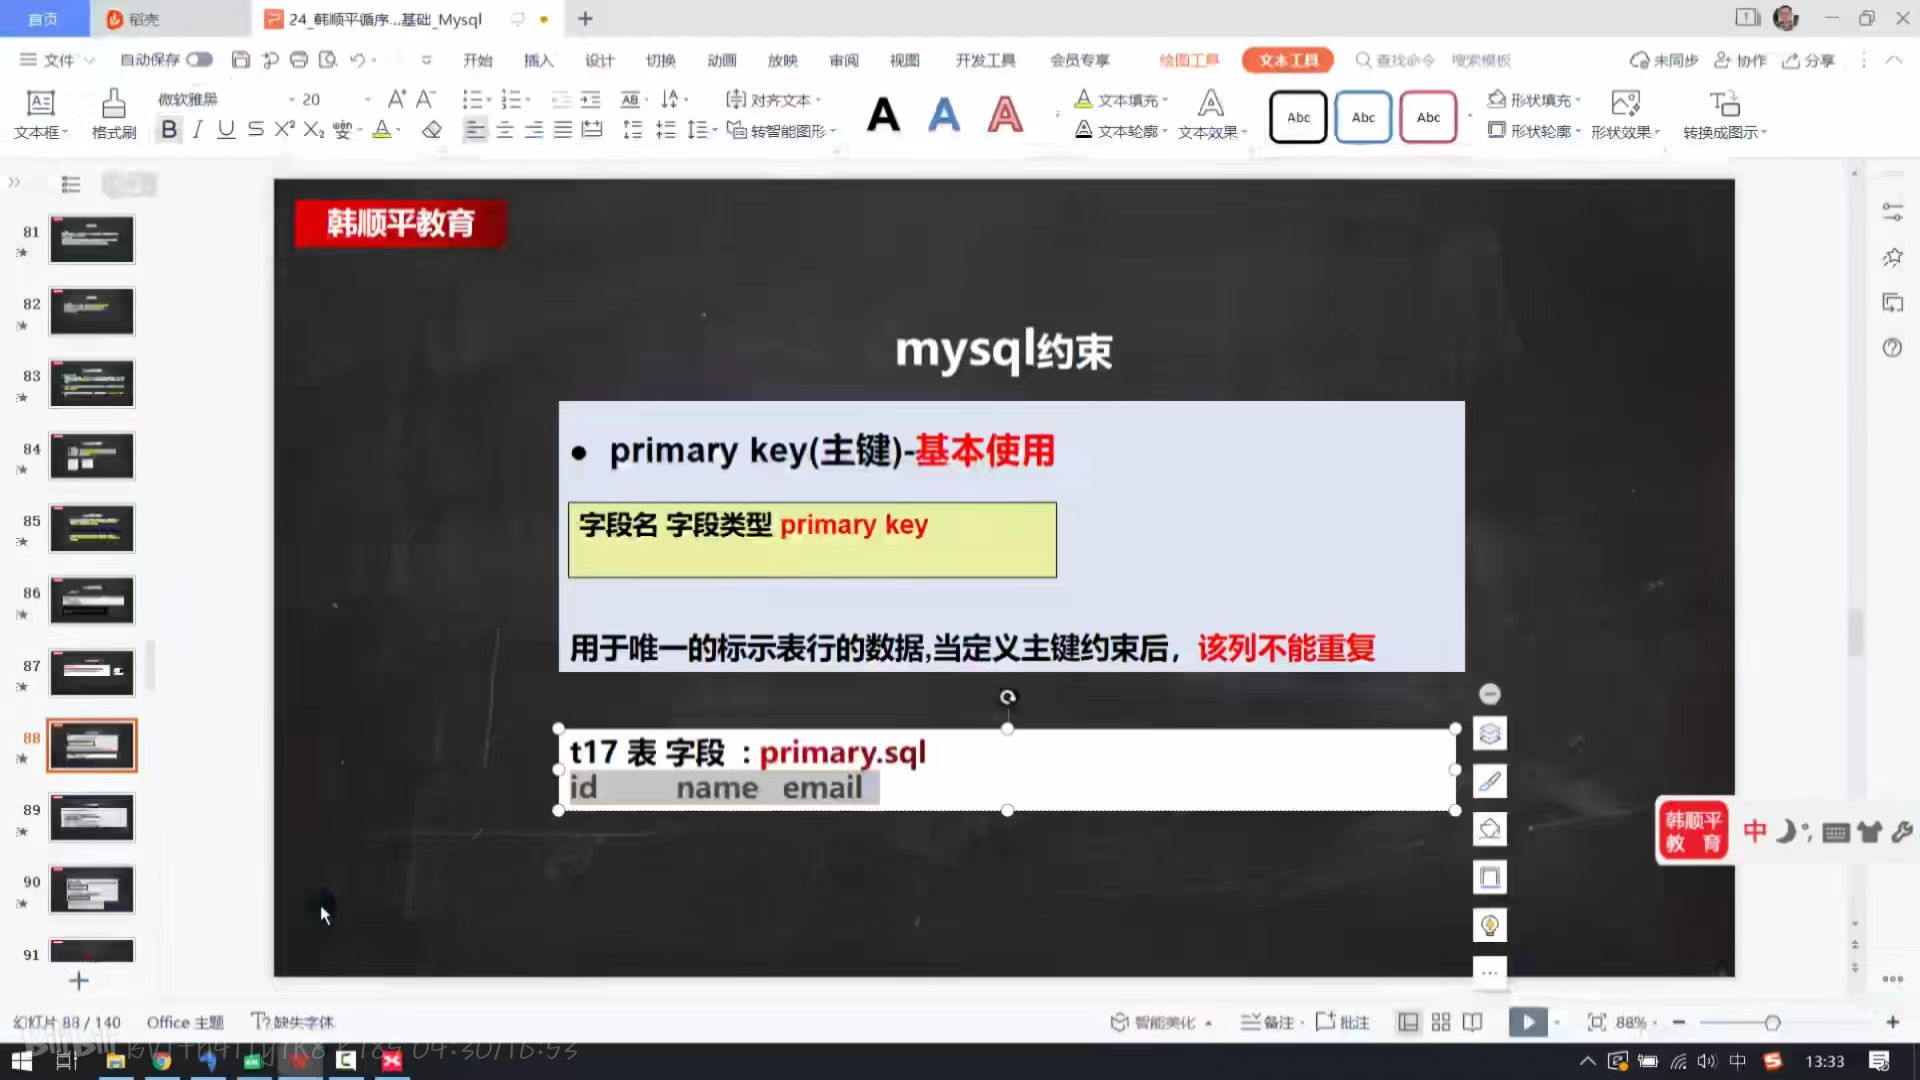 首页
稻壳
24_韩顺平循序...基础_Mysql
文件
自动保存
开始 插入 设计 切换 动画 放映 审阅 视图 开发工具 会员专享
绘图工具
文本工具
查找命令、搜索模板
未同步
协作
分享
微软雅黑
20
对齐文本
文本填充
形状填充
文本框
格式刷
转智能图形
文本轮廓
文本效果
Abc
Abc
Abc
形状轮廓
形状效果
转换成图示
韩顺平教育
mysql约束
● primary key(主键)-基本使用
字段名 字段类型 primary key
用于唯一的标示表行的数据,当定义主键约束后，该列不能重复
t17 表 字段 : primary.sql
id name email
81
82
83
84
85
86
87
88
89
90
91
韩顺平
教 育
中
幻灯片 88 / 140
Office 主题
缺失字体
智能美化
备注
批注
88%
中
13:33